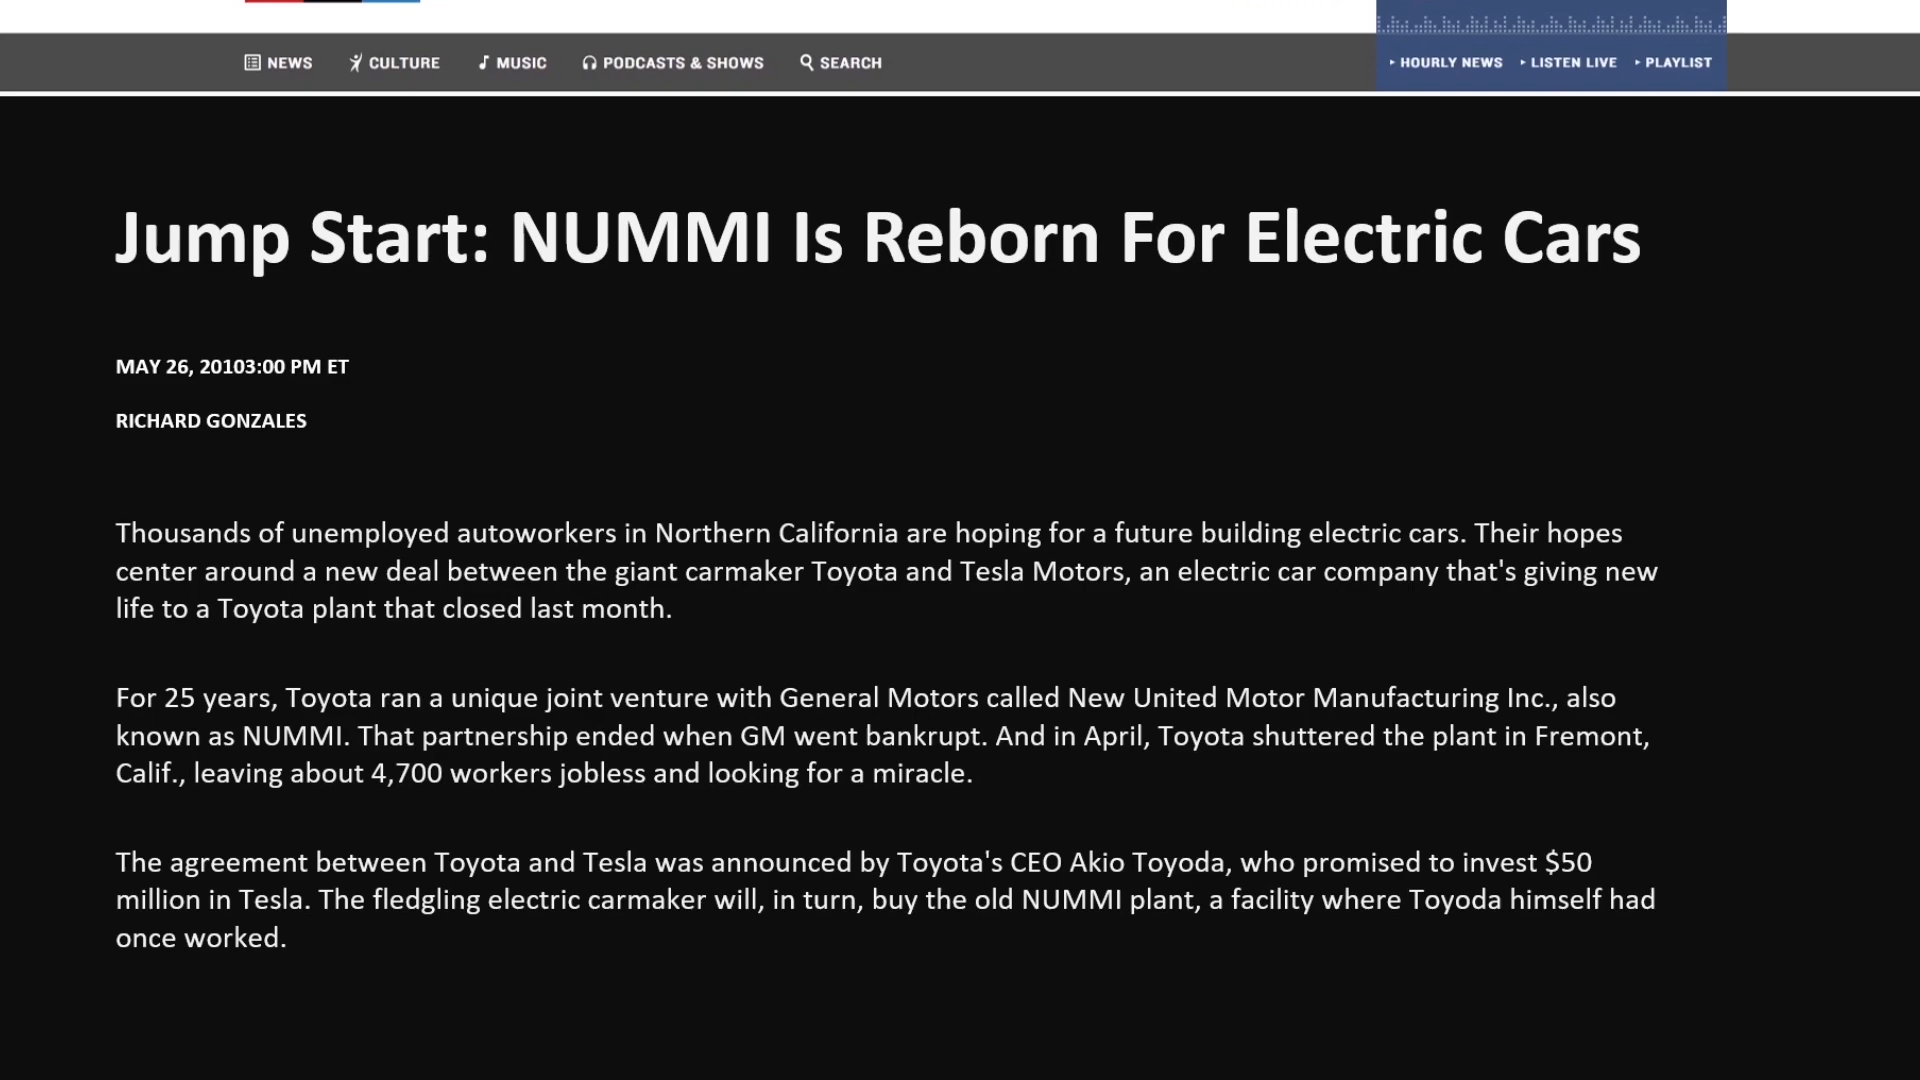 NEWS CULTURE MUSIC PODCASTS & SHOWS SEARCH HOURLY NEWS LISTEN LIVE PLAYLIST
Jump Start: NUMMI Is Reborn For Electric Cars
MAY 26, 20103:00 PM ET
RICHARD GONZALES
Thousands of unemployed autoworkers in Northern California are hoping for a future building electric cars. Their hopes
center around a new deal between the giant carmaker Toyota and Tesla Motors, an electric car company that's giving new
life to a Toyota plant that closed last month.
For 25 years, Toyota ran a unique joint venture with General Motors called New United Motor Manufacturing Inc., also
known as NUMMI. That partnership ended when GM went bankrupt. And in April, Toyota shuttered the plant in Fremont,
Calif., leaving about 4,700 workers jobless and looking for a miracle.
The agreement between Toyota and Tesla was announced by Toyota's CEO Akio Toyoda, who promised to invest $50
million in Tesla. The fledgling electric carmaker will, in turn, buy the old NUMMI plant, a facility where Toyoda himself had
once worked.